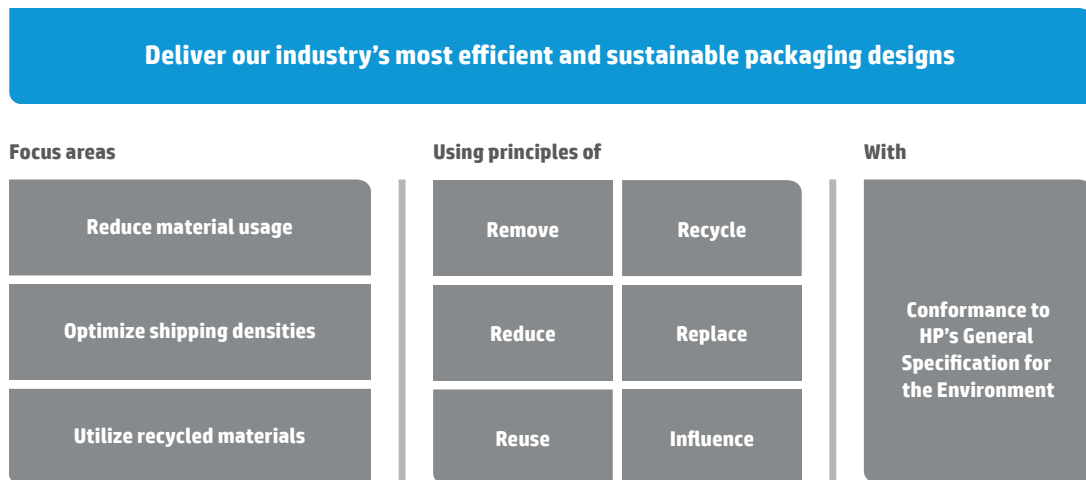 Deliver our industry’s most efficient and sustainable packaging designs
Focus areas
Reduce material usage
Optimize shipping densities
Utilize recycled materials
Using principles of
Remove
Recycle
Reduce
Replace
Reuse
Influence
With
Conformance to
HP’s General
Specification for
the Environment